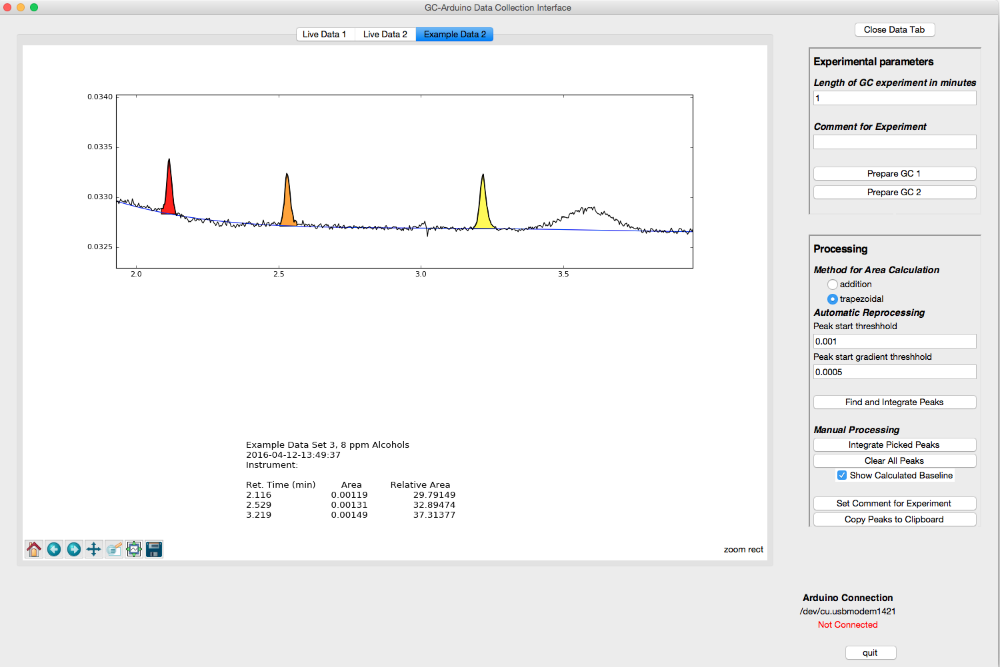 GC-Arduino Data Collection Interface
Live Data 1 Live Data 2 Example Data 2
Close Data Tab
0.0340
0.0335
0.0330
0.0325
2.0 2.5 3.0 3.5
Example Data Set 3, 8 ppm Alcohols
2016-04-12-13:49:37
Instrument:
Ret. Time (min) Area Relative Area
2.116 0.00119 29.79149
2.529 0.00131 32.89474
3.219 0.00149 37.31377
zoom rect
Experimental parameters
Length of GC experiment in minutes
1
Comment for Experiment
Prepare GC 1
Prepare GC 2
Processing
Method for Area Calculation
addition
trapezoidal
Automatic Reprocessing
Peak start threshhold
0.001
Peak start gradient threshhold
0.0005
Find and Integrate Peaks
Manual Processing
Integrate Picked Peaks
Clear All Peaks
Show Calculated Baseline
Set Comment for Experiment
Copy Peaks to Clipboard
Arduino Connection
/dev/cu.usbmodem1421
Not Connected
quit